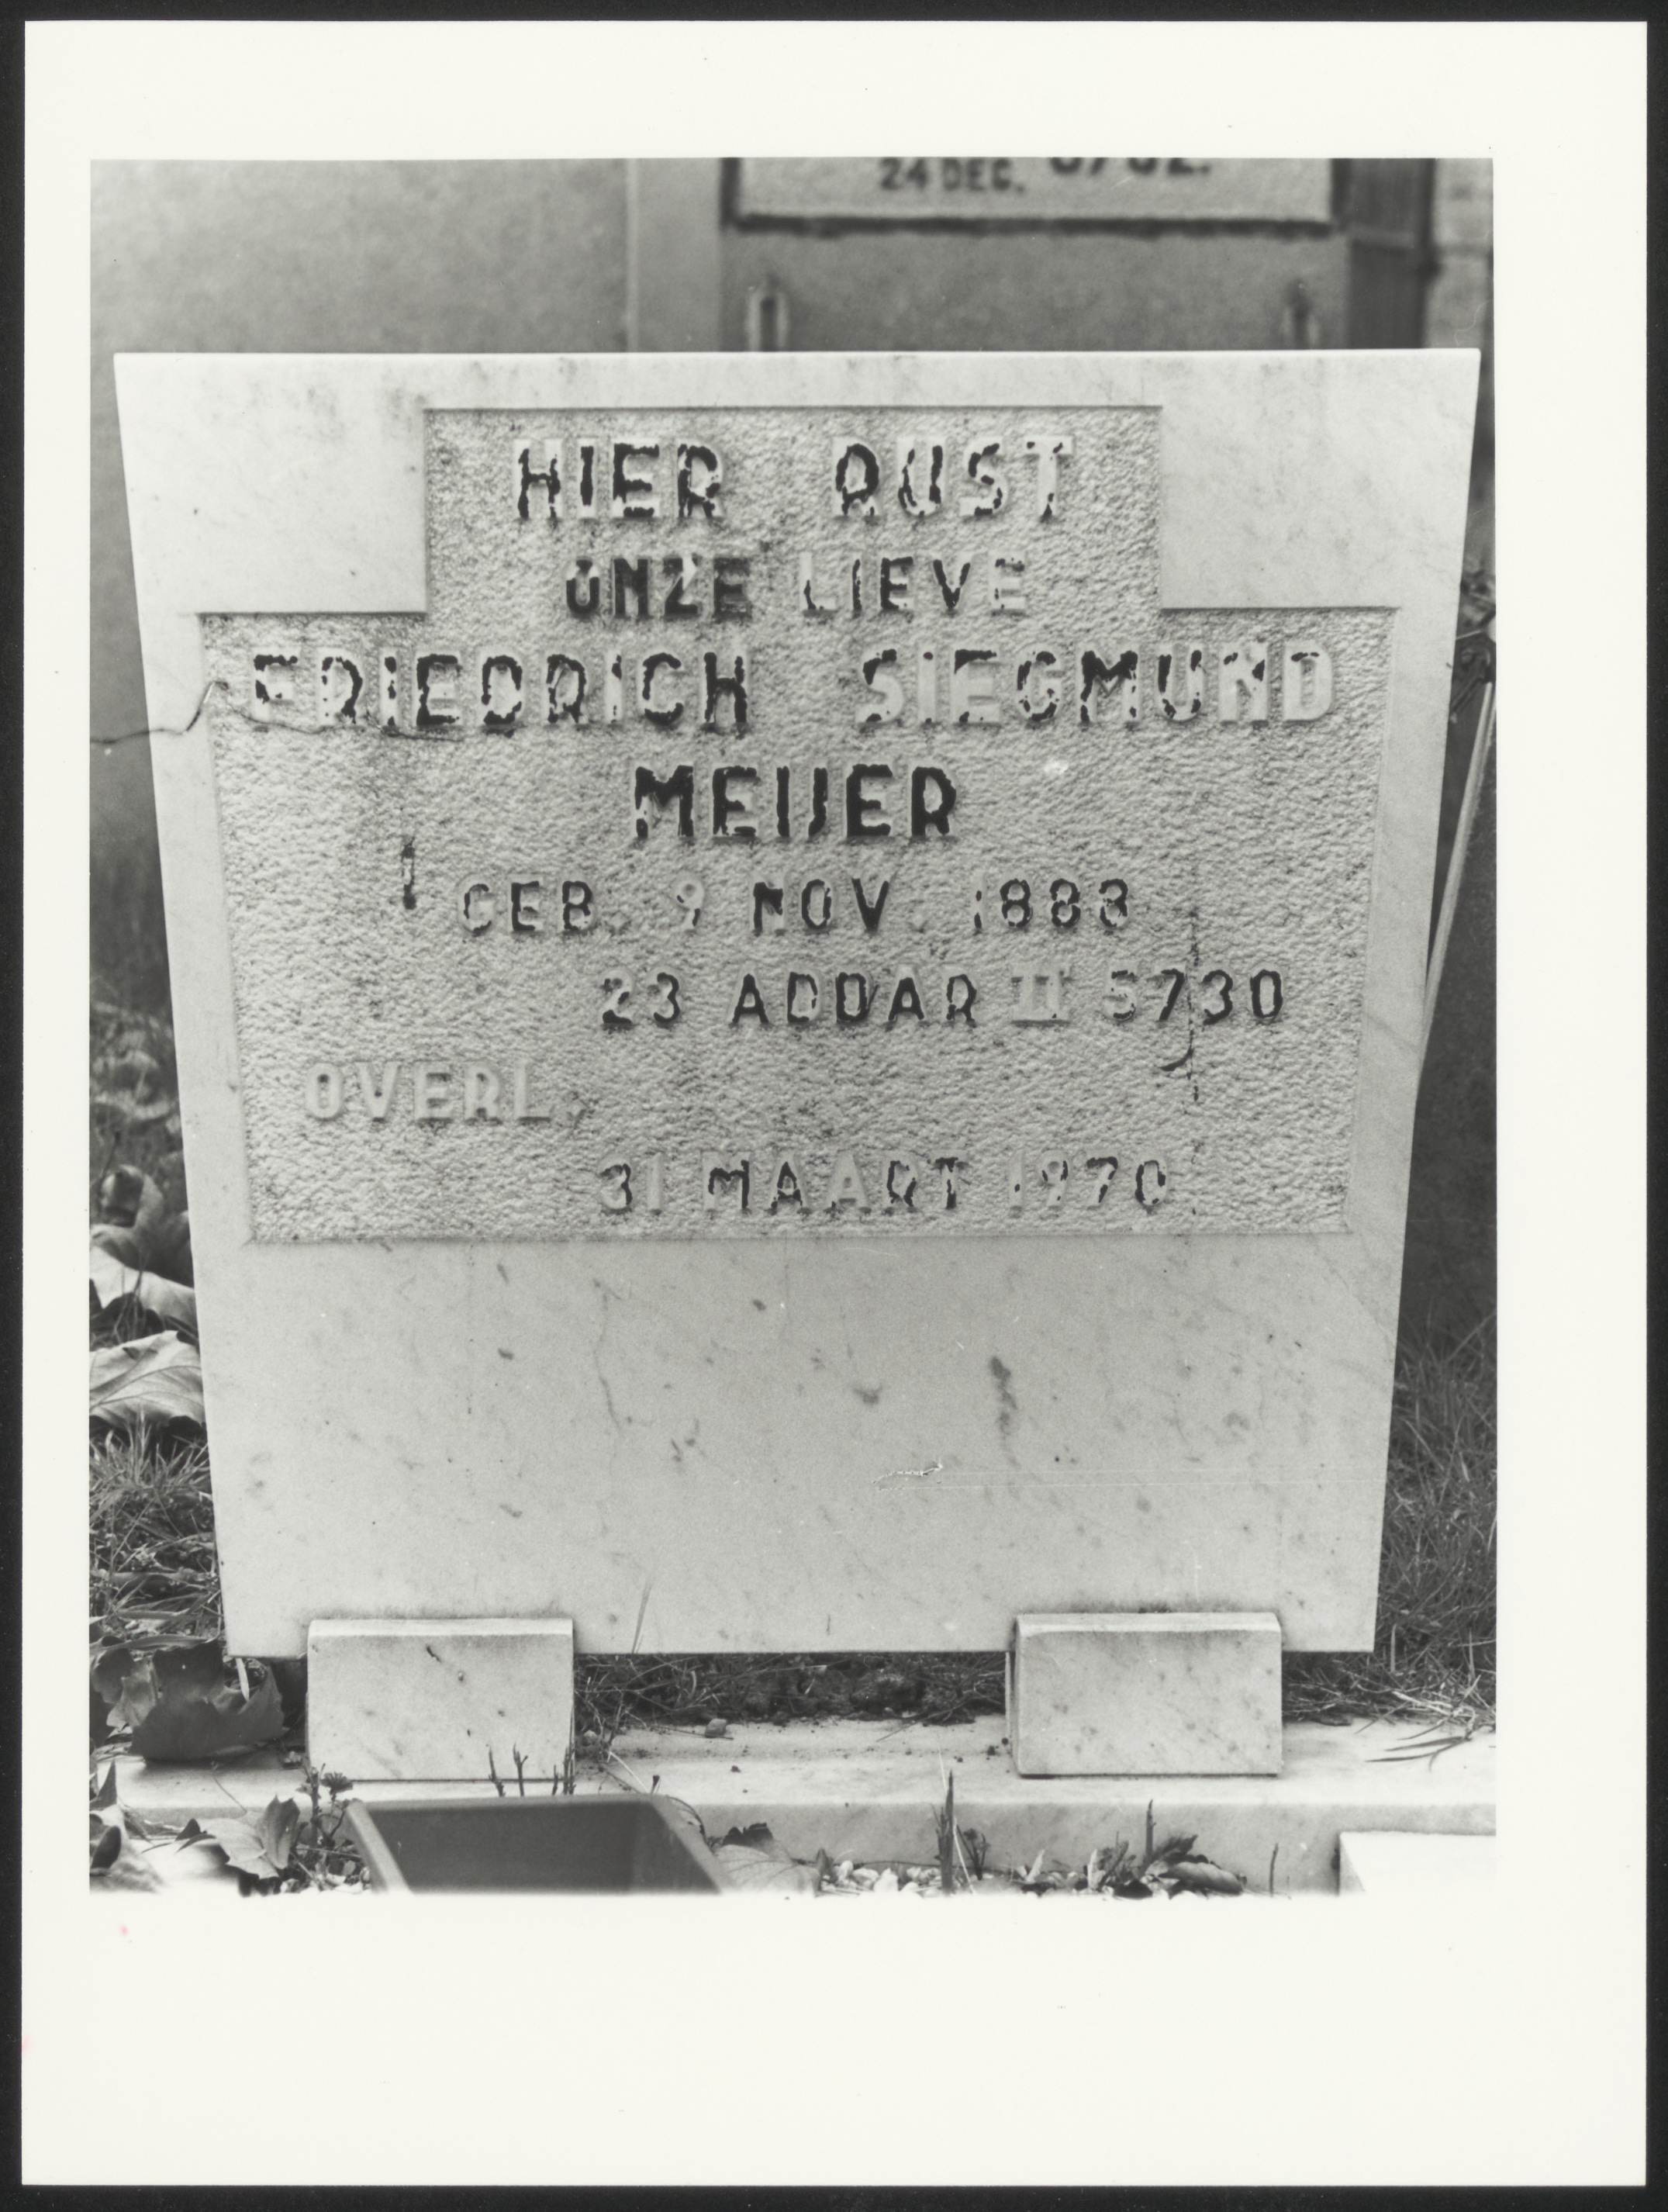 24 DEC.
HIER RUST
ONZE LIEVE
FRIEDRICH SIEGMUND
MEIJER
GEB. 9 NOV. 1883
23 ADDAR II 5730
OVERL.
31 MAART 1970